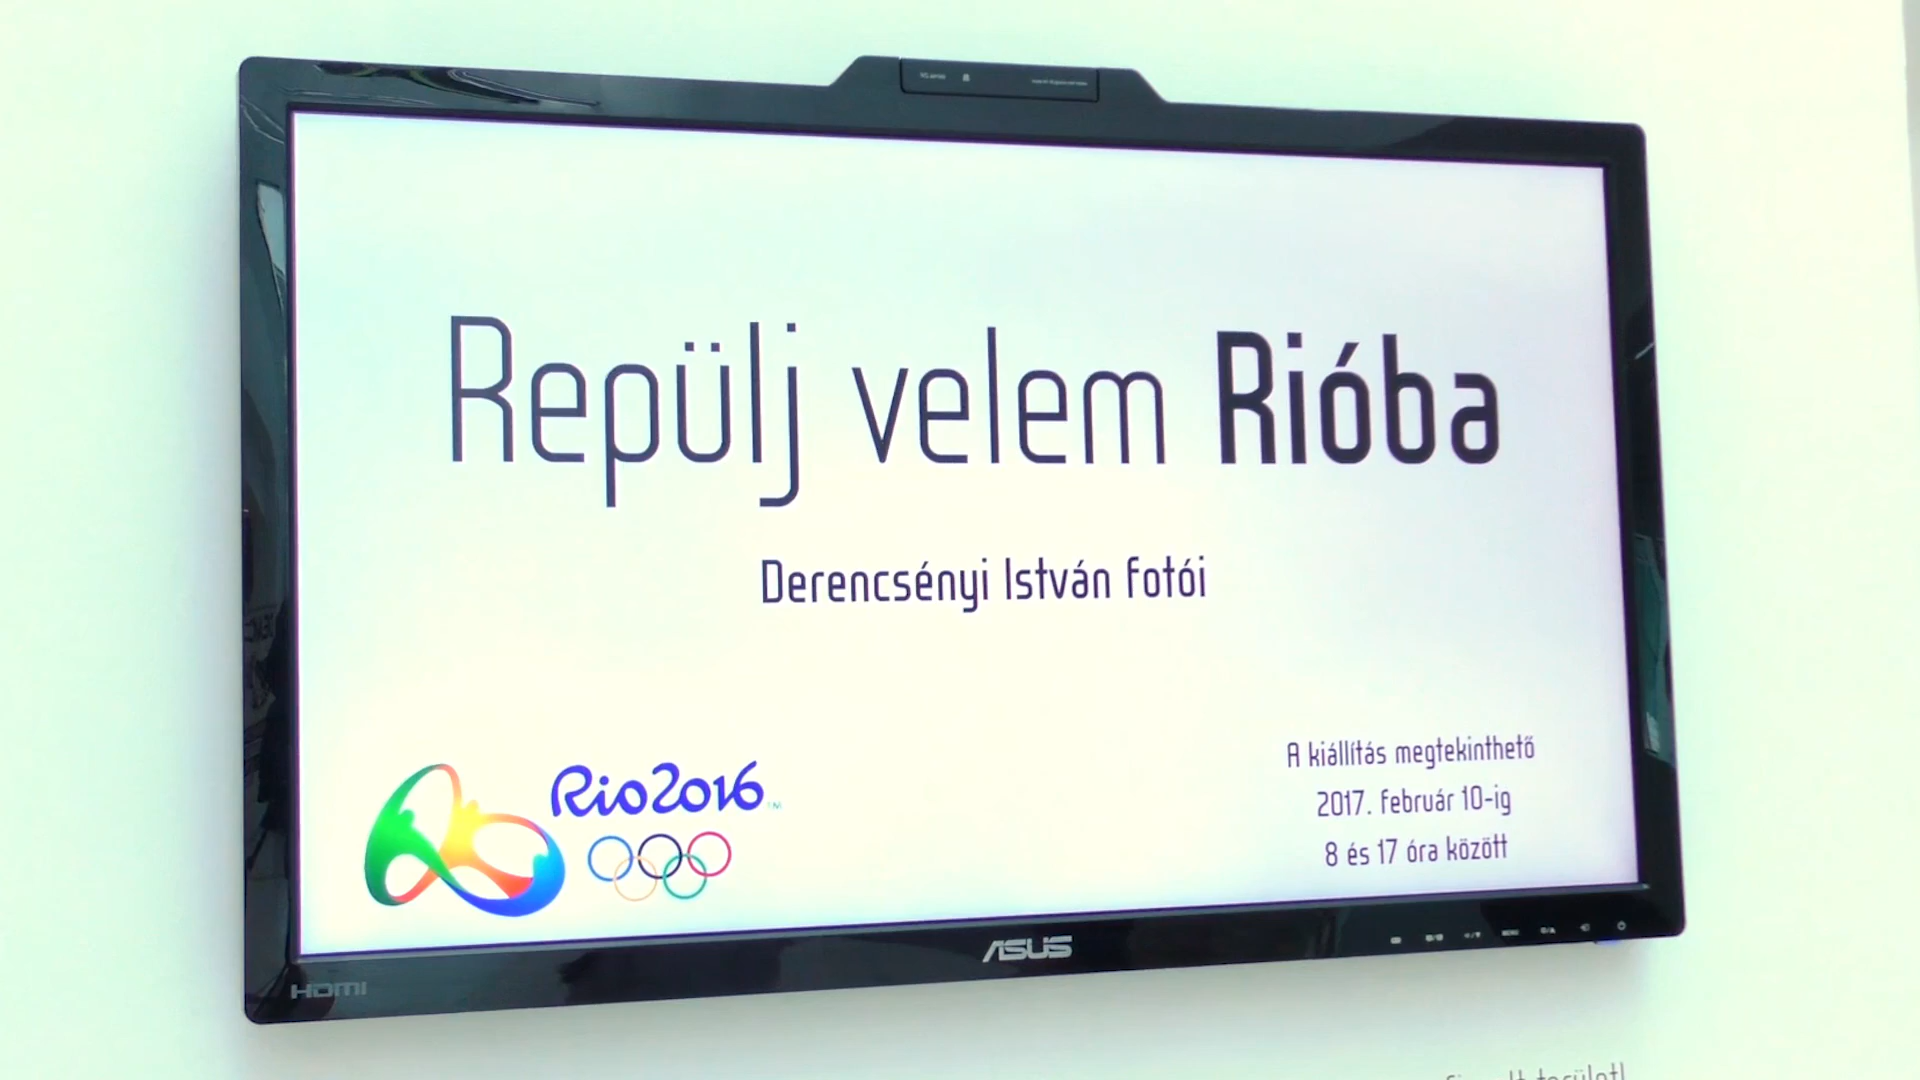 Repülj velem Rióba
Derencsényi István fotói
Rio2016™
A kiállítás megtekinthető
2017. február 10-ig
8 és 17 óra között
ASUS
HDMI